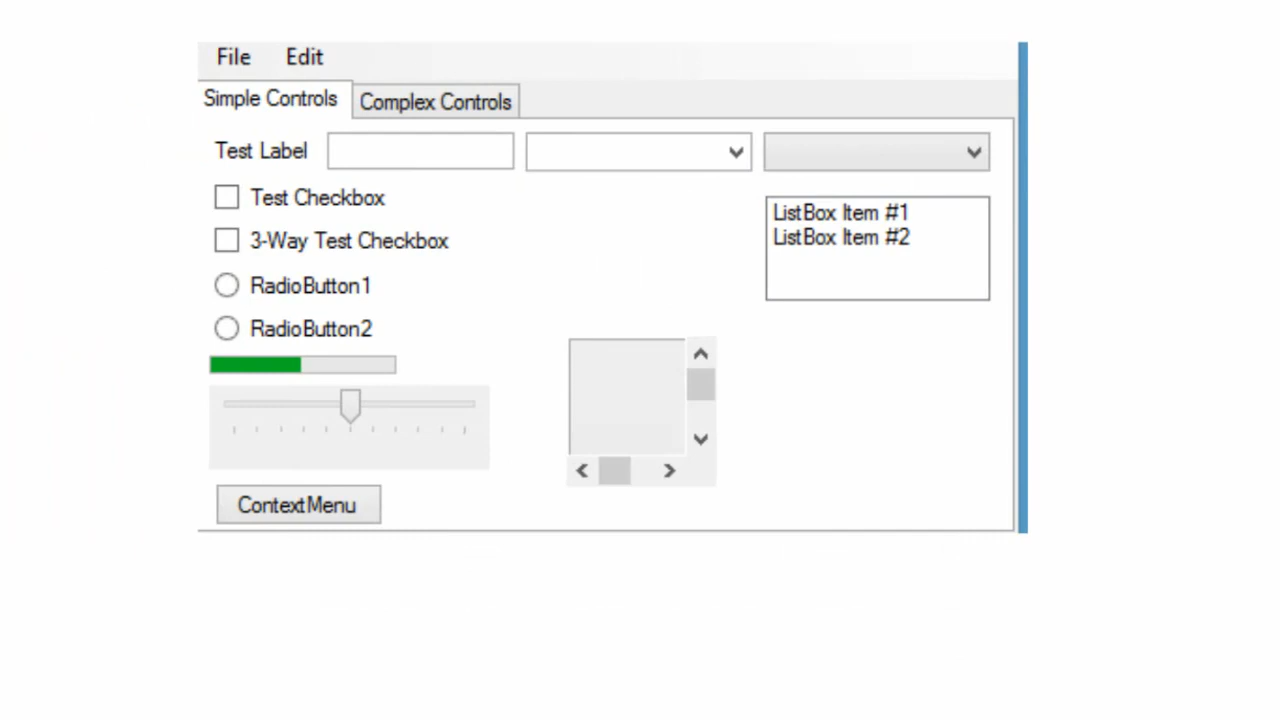 File Edit
Simple Controls Complex Controls
Test Label
Test Checkbox
ListBox Item #1
ListBox Item #2
3-Way Test Checkbox
RadioButton1
RadioButton2
ContextMenu